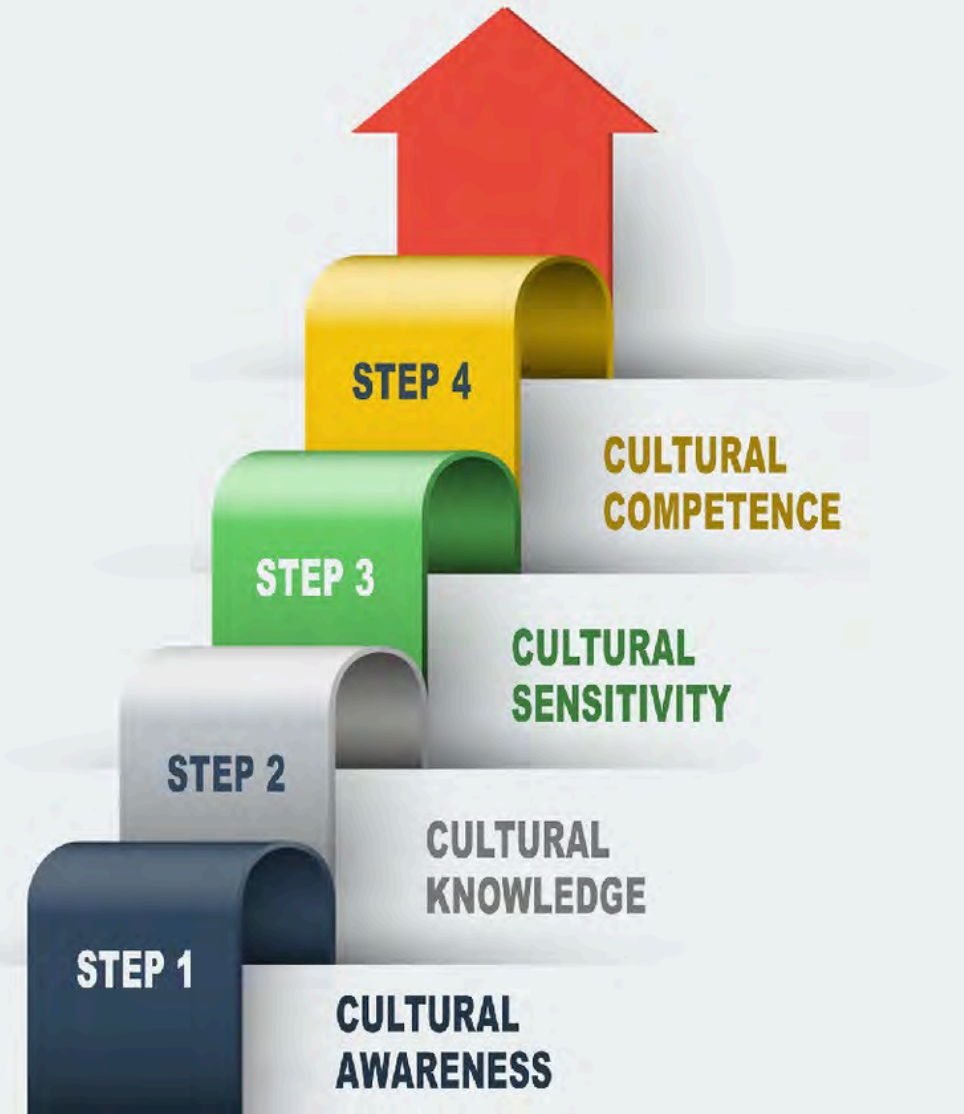 STEP 4
CULTURAL
COMPETENCE
STEP 3
CULTURAL
SENSITIVITY
STEP 2
CULTURAL
KNOWLEDGE
STEP 1
CULTURAL
AWARENESS